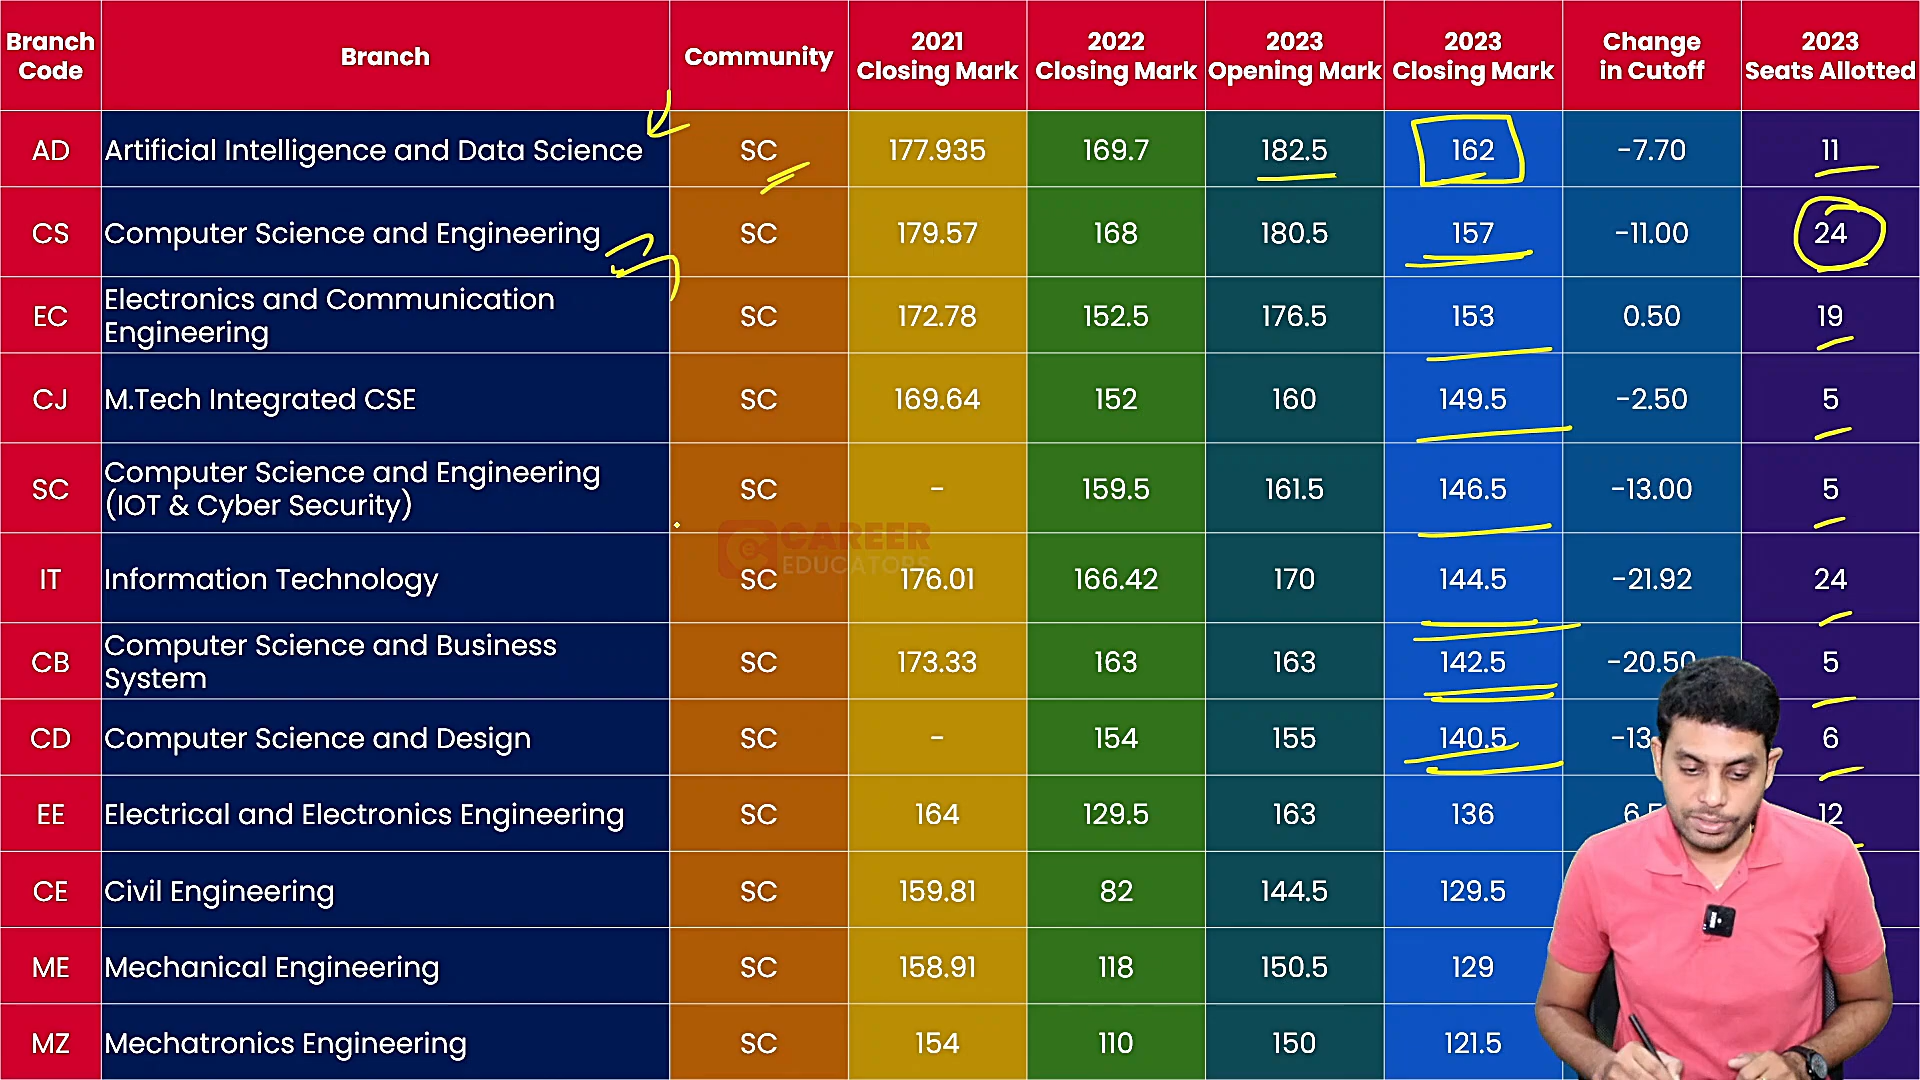 Branch Code Branch Community 2021 Closing Mark 2022 Closing Mark 2023 Opening Mark 2023 Closing Mark Change in Cutoff 2023 Seats Allotted
AD Artificial Intelligence and Data Science SC 177.935 169.7 182.5 162 -7.70 11
CS Computer Science and Engineering SC 179.57 168 180.5 157 -11.00 24
EC Electronics and Communication Engineering SC 172.78 152.5 176.5 153 0.50 19
CJ M.Tech Integrated CSE SC 169.64 152 160 149.5 -2.50 5
SC Computer Science and Engineering (IOT & Cyber Security) SC - 159.5 161.5 146.5 -13.00 5
CAREER EDUCATORS
IT Information Technology SC 176.01 166.42 170 144.5 -21.92 24
CB Computer Science and Business System SC 173.33 163 163 142.5 -20.50 5
CD Computer Science and Design SC - 154 155 140.5 -13 6
EE Electrical and Electronics Engineering SC 164 129.5 163 136 12
CE Civil Engineering SC 159.81 82 144.5 129.5
ME Mechanical Engineering SC 158.91 118 150.5 129
MZ Mechatronics Engineering SC 154 110 150 121.5